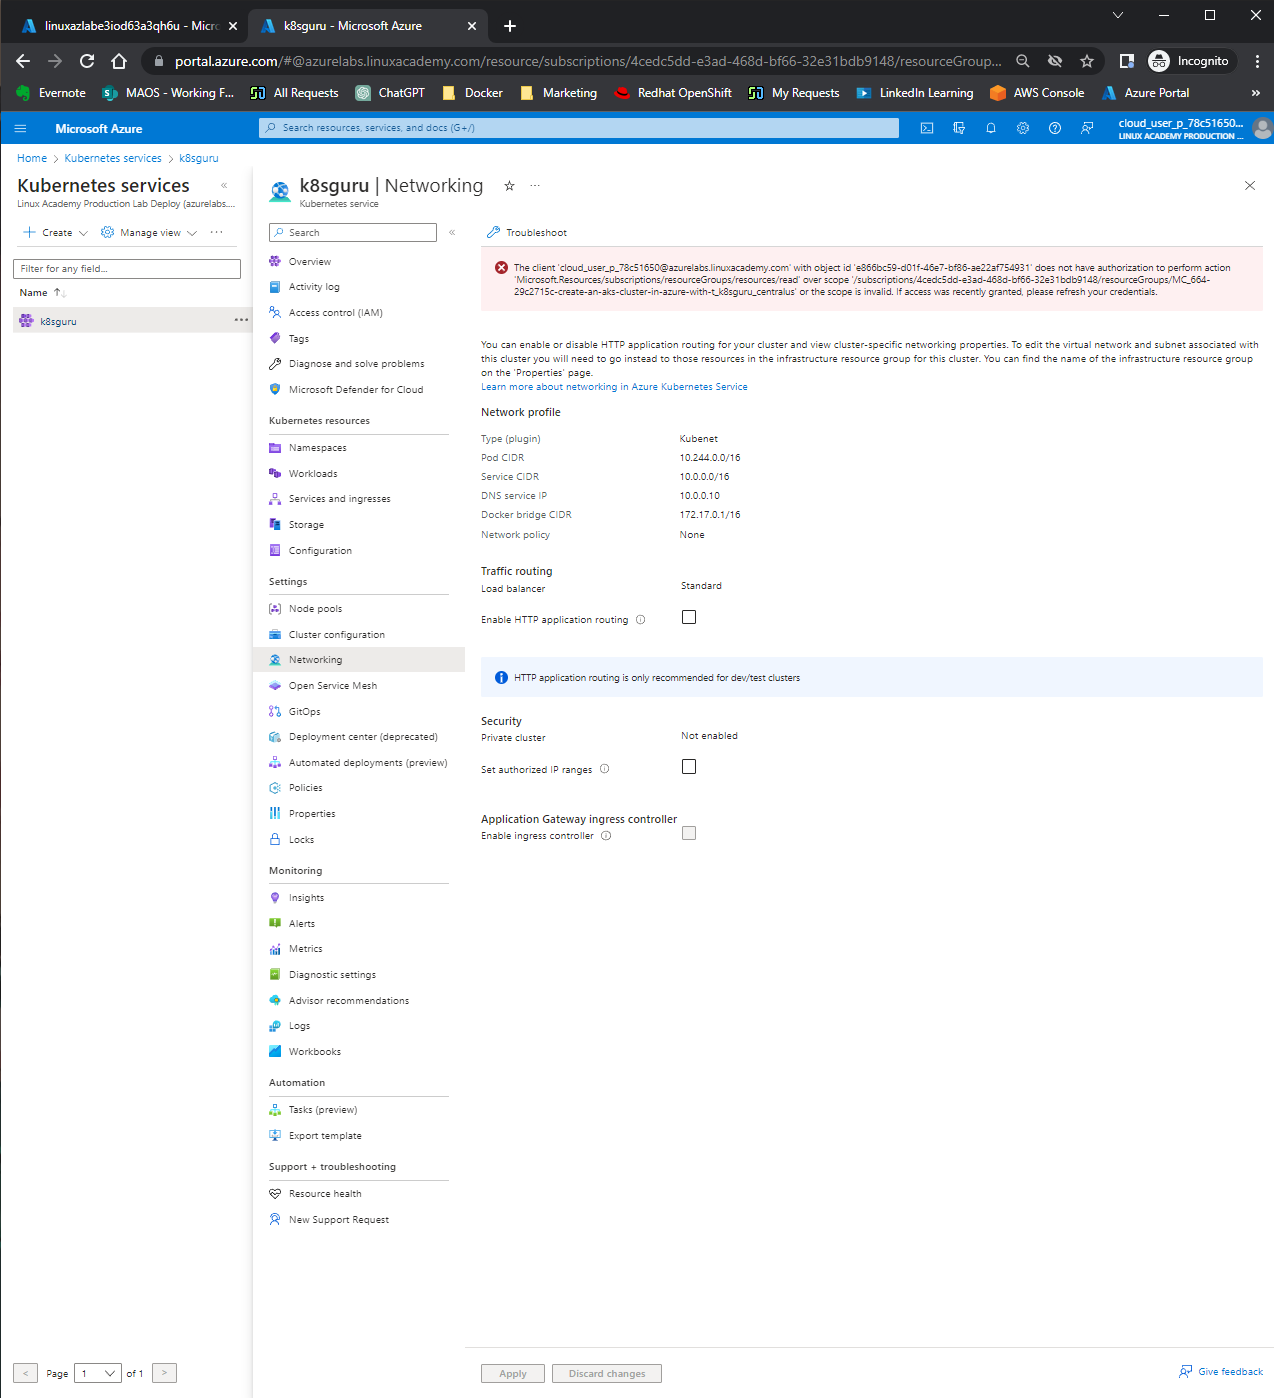 linuxazlabe3iod63a3qh6u - Micro
k8sguru - Microsoft Azure
portal.azure.com/#@azurelabs.linuxacademy.com/resource/subscriptions/4cedc5dd-e3ad-468d-bf66-32e31bdb9148/resourceGroup...
Incognito
Evernote
MAOS - Working F...
All Requests
ChatGPT
Docker
Marketing
Redhat OpenShift
My Requests
LinkedIn Learning
AWS Console
Azure Portal
»
Microsoft Azure
Search resources, services, and docs (G+/)
cloud_user_p_78c51650...
LINUX ACADEMY PRODUCTION ...
Home > Kubernetes services > k8sguru
Kubernetes services
«
Linux Academy Production Lab Deploy (azurelabs....
Create
Manage view
...
Filter for any field...
Name ↑↓
k8sguru
...
Page 1 of 1
k8sguru | Networking
...
Kubernetes service
Search
«
Overview
Activity log
Access control (IAM)
Tags
Diagnose and solve problems
Microsoft Defender for Cloud
Kubernetes resources
Namespaces
Workloads
Services and ingresses
Storage
Configuration
Settings
Node pools
Cluster configuration
Networking
Open Service Mesh
GitOps
Deployment center (deprecated)
Automated deployments (preview)
Policies
Properties
Locks
Monitoring
Insights
Alerts
Metrics
Diagnostic settings
Advisor recommendations
Logs
Workbooks
Automation
Tasks (preview)
Export template
Support + troubleshooting
Resource health
New Support Request
Troubleshoot
The client 'cloud_user_p_78c51650@azurelabs.linuxacademy.com' with object id 'e866bc59-d01f-46e7-bf86-ae22af754931' does not have authorization to perform action
'Microsoft.Resources/subscriptions/resourceGroups/resources/read' over scope '/subscriptions/4cedc5dd-e3ad-468d-bf66-32e31bdb9148/resourceGroups/MC_664-
29c2715c-create-an-aks-cluster-in-azure-with-t_k8sguru_centralus' or the scope is invalid. If access was recently granted, please refresh your credentials.
You can enable or disable HTTP application routing for your cluster and view cluster-specific networking properties. To edit the virtual network and subnet associated with
this cluster you will need to go instead to those resources in the infrastructure resource group for this cluster. You can find the name of the infrastructure resource group
on the 'Properties' page.
Learn more about networking in Azure Kubernetes Service
Network profile
Type (plugin) Kubenet
Pod CIDR 10.244.0.0/16
Service CIDR 10.0.0.0/16
DNS service IP 10.0.0.10
Docker bridge CIDR 172.17.0.1/16
Network policy None
Traffic routing
Load balancer Standard
Enable HTTP application routing
HTTP application routing is only recommended for dev/test clusters
Security
Private cluster Not enabled
Set authorized IP ranges
Application Gateway ingress controller
Enable ingress controller
Apply
Discard changes
Give feedback